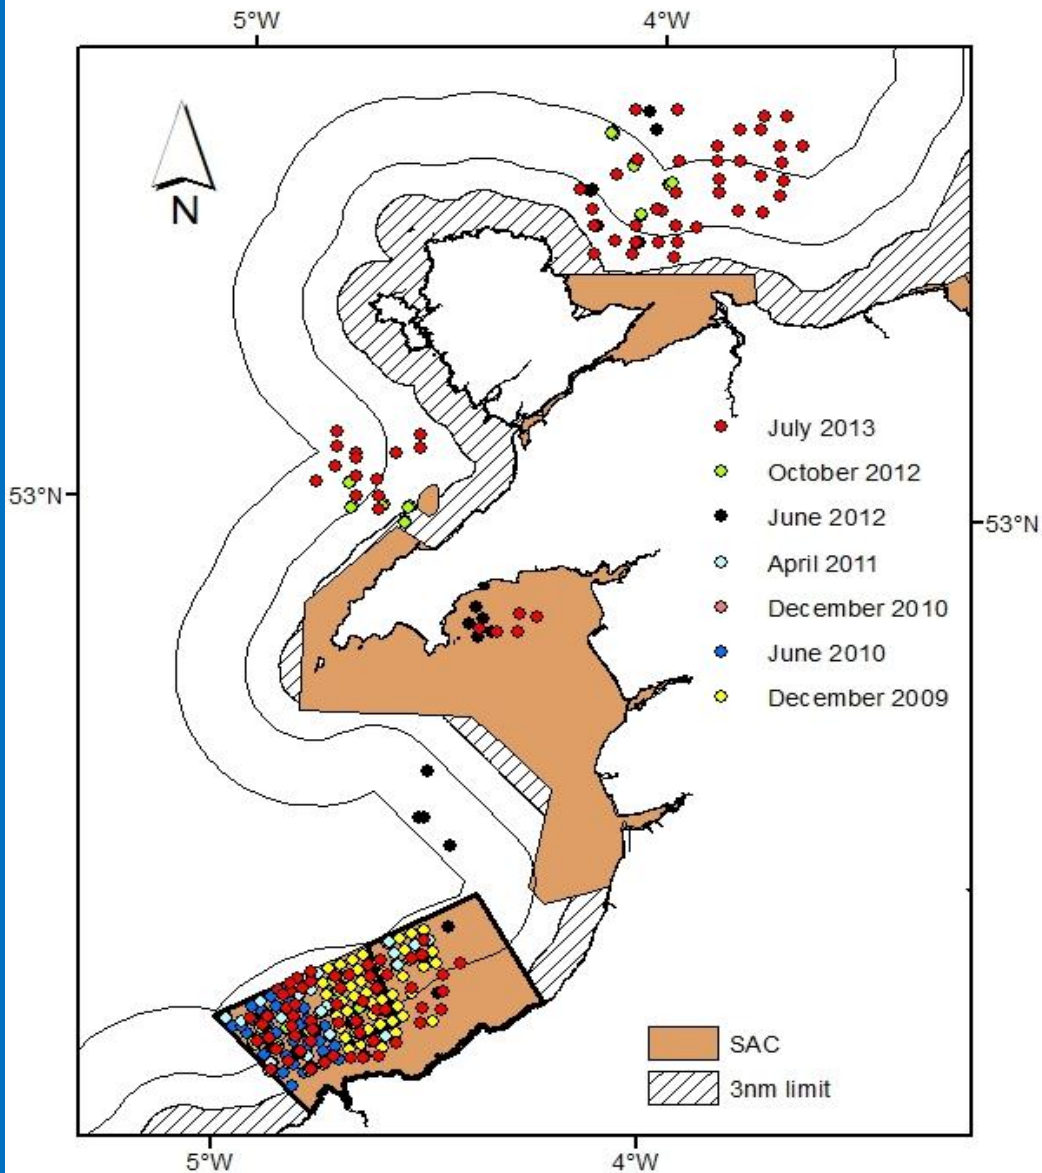 5°W
4°W
N
July 2013
October 2012
53°N
June 2012
53°N
April 2011
December 2010
June 2010
December 2009
SAC
3nm limit
5°W
4°W